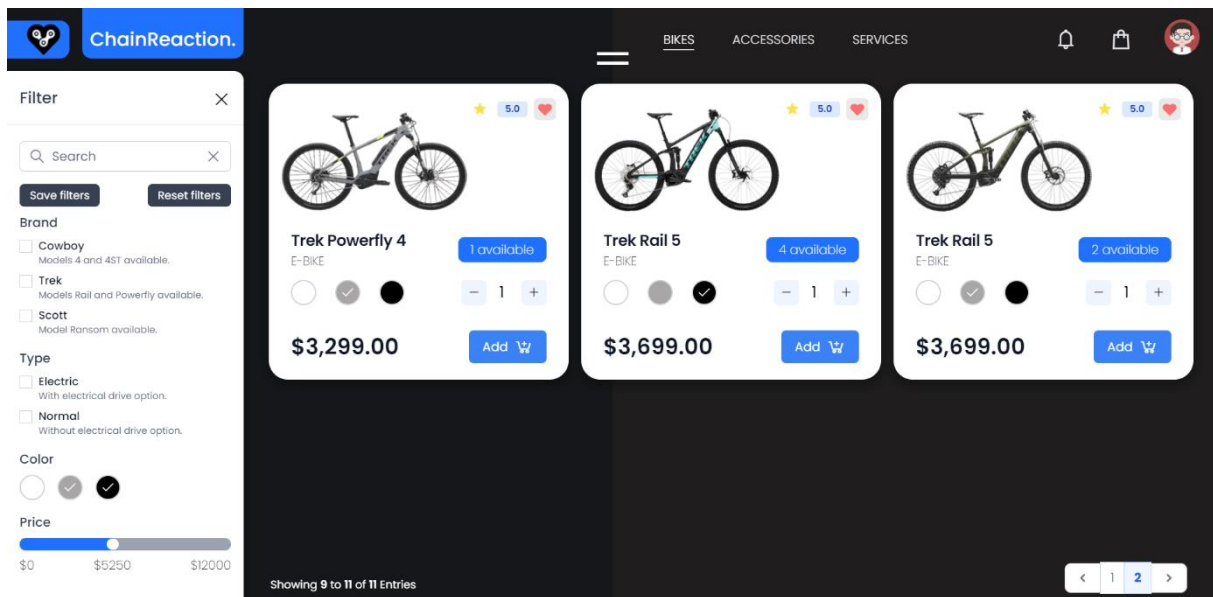 ChainReaction.
BIKES ACCESSORIES SERVICES
Filter
Search
Save filters Reset filters
Brand
Cowboy
Models 4 and 4ST available.
Trek
Models Rail and Powerfly available.
Scott
Model Ransom available.
Type
Electric
With electrical drive option.
Normal
Without electrical drive option.
Color
Price
$0 $5250 $12000
5.0
TREK
Trek Powerfly 4
1 available
E-BIKE
1
$3,299.00
Add
5.0
TREK
Trek Rail 5
4 available
E-BIKE
1
$3,699.00
Add
5.0
TREK
Trek Rail 5
2 available
E-BIKE
1
$3,699.00
Add
Showing 9 to 11 of 11 Entries
1 2